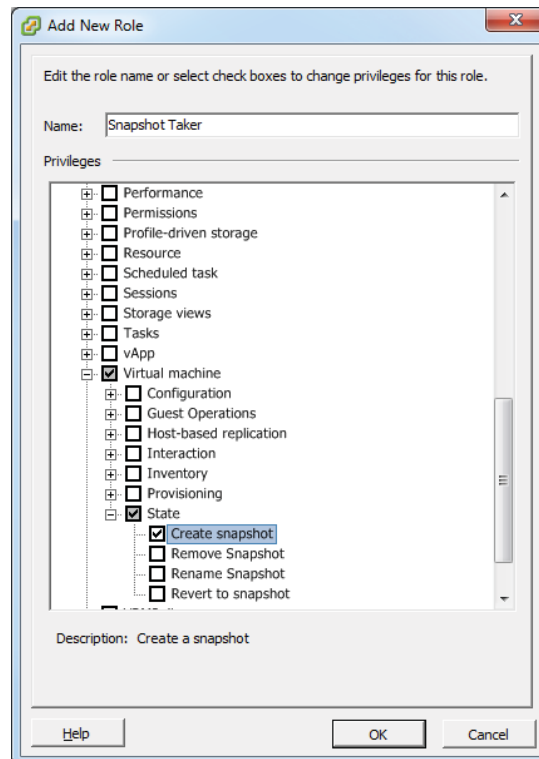 Add New Role
Edit the role name or select check boxes to change privileges for this role.
Name: Snapshot Taker
Privileges
Performance
Permissions
Profile-driven storage
Resource
Scheduled task
Sessions
Storage views
Tasks
vApp
Virtual machine
Configuration
Guest Operations
Host-based replication
Interaction
Inventory
Provisioning
State
Create snapshot
Remove Snapshot
Rename Snapshot
Revert to snapshot
Description: Create a snapshot
Help OK Cancel